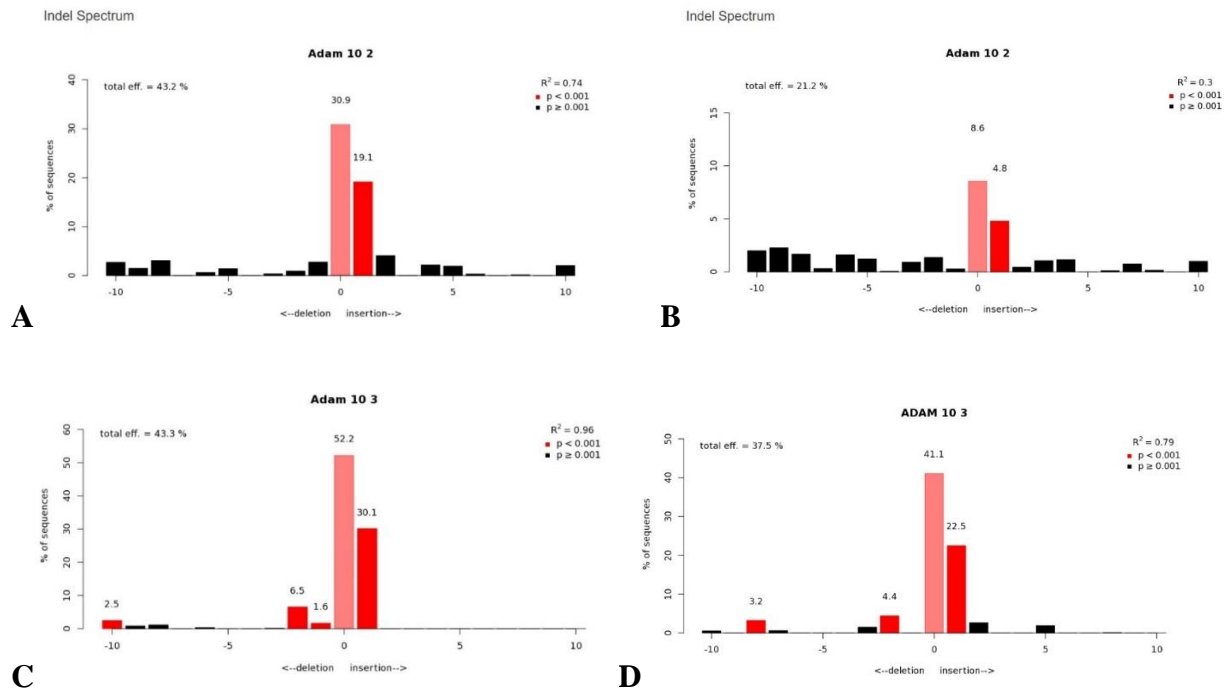 Indel Spectrum
Adam 10 2
total eff. = 43.2 %
R² = 0.74
p < 0.001
p ≥ 0.001
% of sequences
40
30
20
10
0
30.9
19.1
-10 -5 0 5 10
<--deletion insertion-->
A
Indel Spectrum
Adam 10 2
total eff. = 21.2 %
R² = 0.3
p < 0.001
p ≥ 0.001
% of sequences
15
10
5
0
8.6
4.8
-10 -5 0 5 10
<--deletion insertion-->
B
Adam 10 3
total eff. = 43.3 %
R² = 0.96
p < 0.001
p ≥ 0.001
% of sequences
60
50
40
30
20
10
0
52.2
30.1
6.5
2.5
1.6
-10 -5 0 5 10
<--deletion insertion-->
C
ADAM 10 3
total eff. = 37.5 %
R² = 0.79
p < 0.001
p ≥ 0.001
% of sequences
50
40
30
20
10
0
41.1
22.5
4.4
3.2
-10 -5 0 5 10
<--deletion insertion-->
D